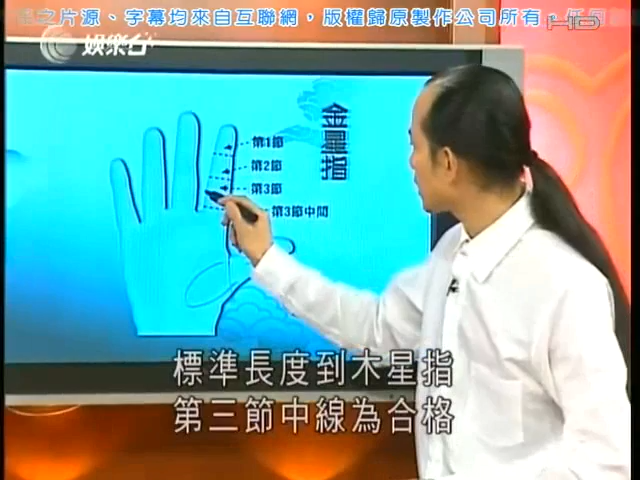 之片源、字幕均來自互聯網，版權歸原製作公司所有，任何
娛樂台
HD
金星指
第1節
第2節
第3節
第3節中間
標準長度到木星指
第三節中線為合格